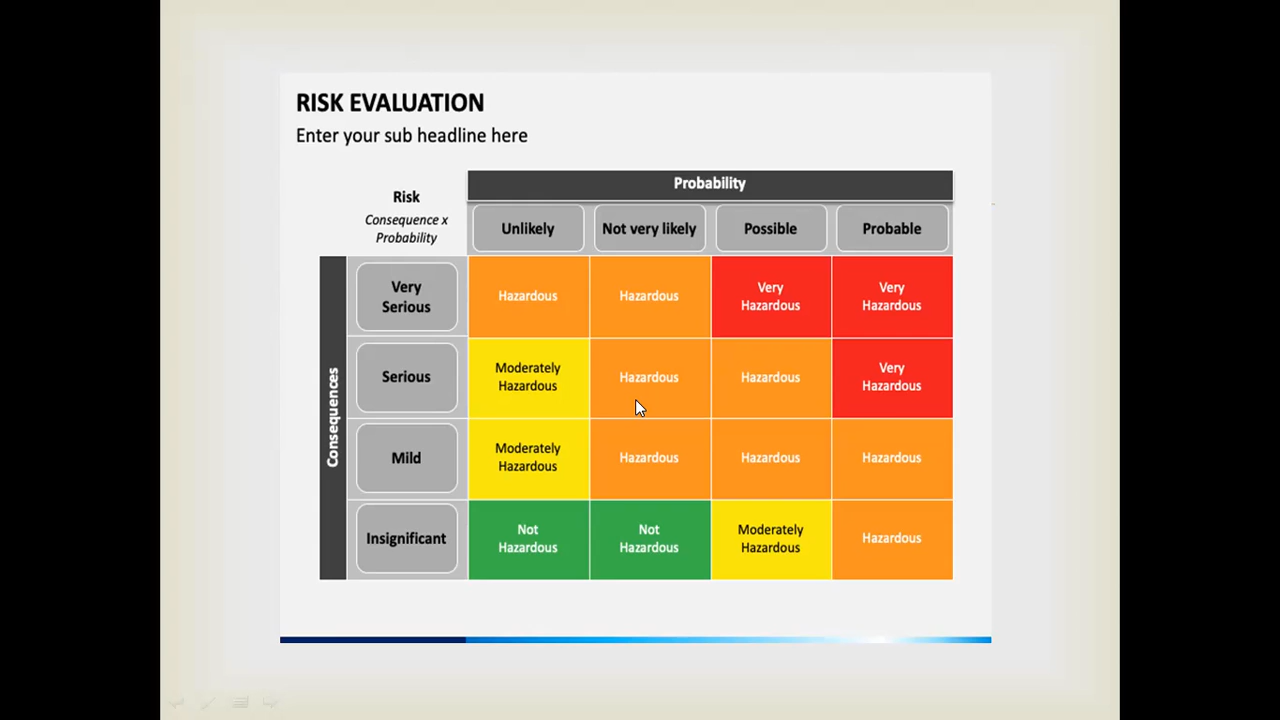 RISK EVALUATION
Enter your sub headline here
Risk
Consequence x
Probability
Probability
Unlikely
Not very likely
Possible
Probable
Consequences
Very
Serious
Hazardous
Hazardous
Very
Hazardous
Very
Hazardous
Serious
Moderately
Hazardous
Hazardous
Hazardous
Very
Hazardous
Mild
Moderately
Hazardous
Hazardous
Hazardous
Hazardous
Insignificant
Not
Hazardous
Not
Hazardous
Moderately
Hazardous
Hazardous